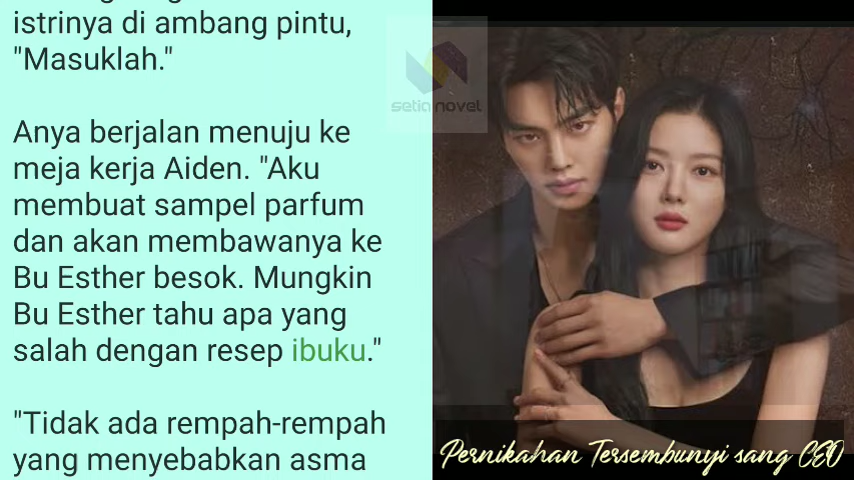 istrinya di ambang pintu,
"Masuklah."
Anya berjalan menuju ke
meja kerja Aiden. "Aku
membuat sampel parfum
dan akan membawanya ke
Bu Esther besok. Mungkin
Bu Esther tahu apa yang
salah dengan resep ibuku."
"Tidak ada rempah-rempah
yang menyebabkan asma
setia novel
Pernikahan Tersembunyi sang CEO